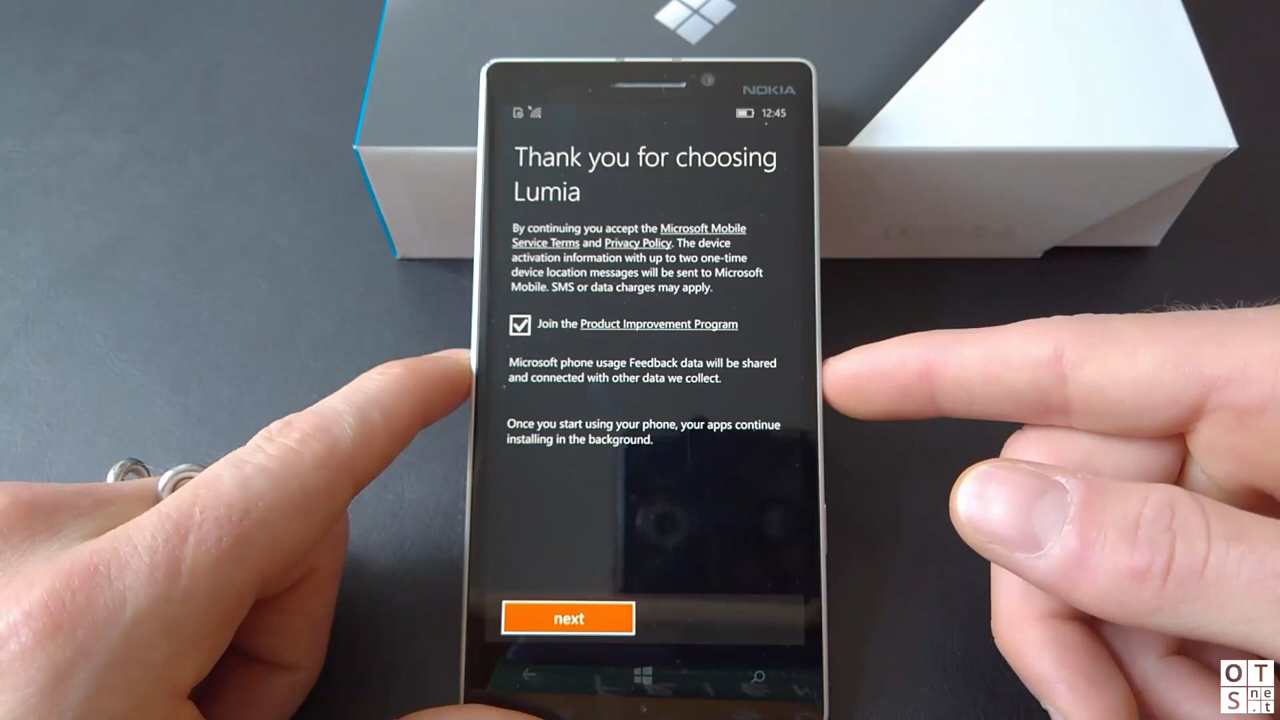 NOKIA
12:45
Thank you for choosing
Lumia
By continuing you accept the Microsoft Mobile
Service Terms and Privacy Policy. The device
activation information with up to two one-time
device location messages will be sent to Microsoft
Mobile. SMS or data charges may apply.
Join the Product Improvement Program
Microsoft phone usage Feedback data will be shared
and connected with other data we collect.
Once you start using your phone, your apps continue
installing in the background.
next
OT
S net